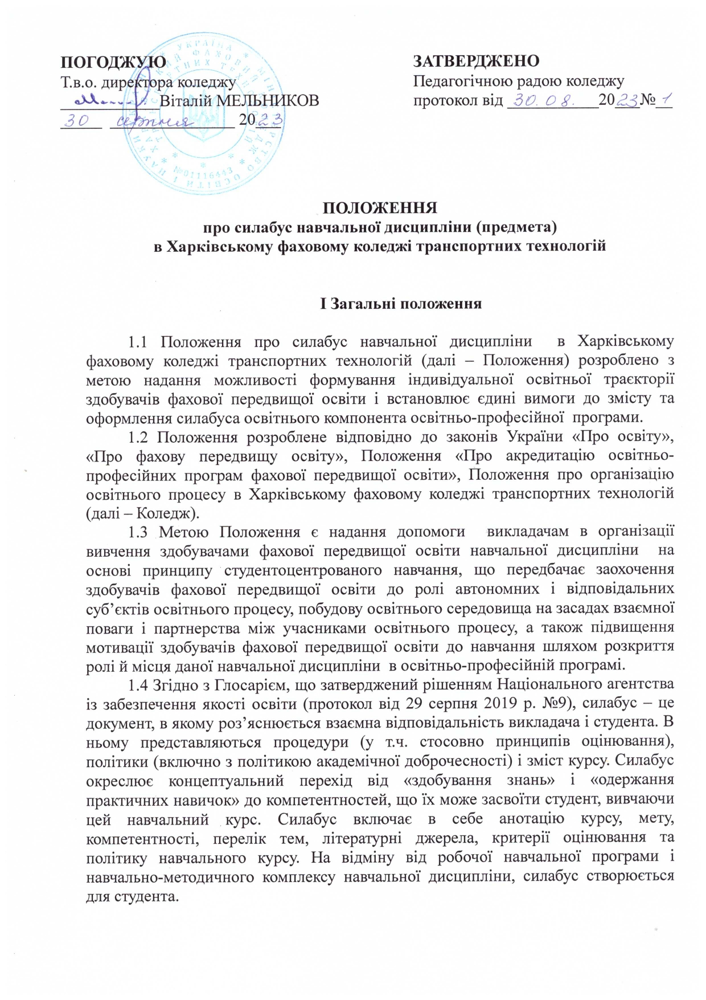 ПОГОДЖУЮ
Т.в.о. директора коледжу
Віталій МЕЛЬНИКОВ
30 серпня 2023
ЗАТВЕРДЖЕНО
Педагогічною радою коледжу
протокол від 30.08. 2023 № 1
УКРАЇНА * МІНІСТЕРСТВО ОСВІТИ І НАУКИ
№01116443
ПОЛОЖЕННЯ
про силабус навчальної дисципліни (предмета)
в Харківському фаховому коледжі транспортних технологій
І Загальні положення
1.1 Положення про силабус навчальної дисципліни в Харківському
фаховому коледжі транспортних технологій (далі – Положення) розроблено з
метою надання можливості формування індивідуальної освітньої траєкторії
здобувачів фахової передвищої освіти і встановлює єдині вимоги до змісту та
оформлення силабуса освітнього компонента освітньо-професійної програми.
1.2 Положення розроблене відповідно до законів України «Про освіту»,
«Про фахову передвищу освіту», Положення «Про акредитацію освітньо-
професійних програм фахової передвищої освіти», Положення про організацію
освітнього процесу в Харківському фаховому коледжі транспортних технологій
(далі – Коледж).
1.3 Метою Положення є надання допомоги викладачам в організації
вивчення здобувачами фахової передвищої освіти навчальної дисципліни на
основі принципу студентоцентрованого навчання, що передбачає заохочення
здобувачів фахової передвищої освіти до ролі автономних і відповідальних
суб’єктів освітнього процесу, побудову освітнього середовища на засадах взаємної
поваги і партнерства між учасниками освітнього процесу, а також підвищення
мотивації здобувачів фахової передвищої освіти до навчання шляхом розкриття
ролі й місця даної навчальної дисципліни в освітньо-професійній програмі.
1.4 Згідно з Глосарієм, що затверджений рішенням Національного агентства
із забезпечення якості освіти (протокол від 29 серпня 2019 р. №9), силабус – це
документ, в якому роз’яснюється взаємна відповідальність викладача і студента. В
ньому представляються процедури (у т.ч. стосовно принципів оцінювання),
політики (включно з політикою академічної доброчесності) і зміст курсу. Силабус
окреслює концептуальний перехід від «здобування знань» і «одержання
практичних навичок» до компетентностей, що їх може засвоїти студент, вивчаючи
цей навчальний курс. Силабус включає в себе анотацію курсу, мету,
компетентності, перелік тем, літературні джерела, критерії оцінювання та
політику навчального курсу. На відміну від робочої навчальної програми і
навчально-методичного комплексу навчальної дисципліни, силабус створюється
для студента.